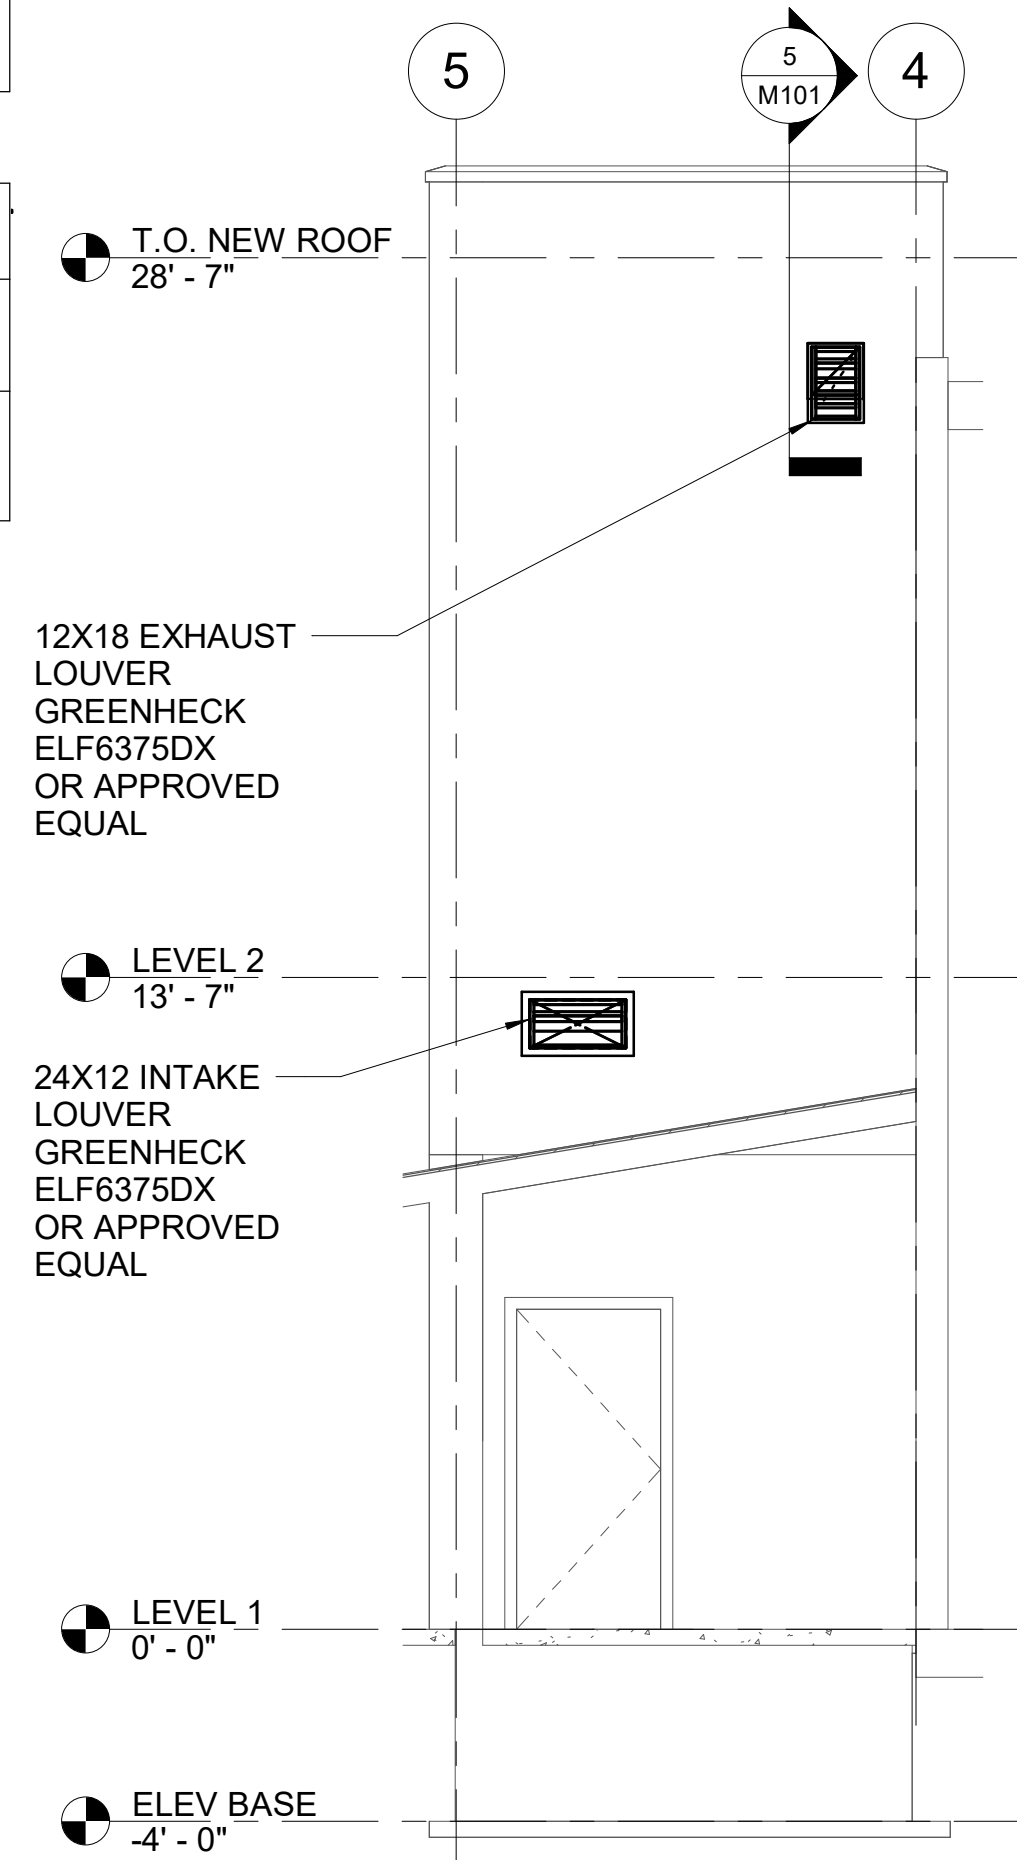 5
5
M101
4
T.O. NEW ROOF
28' - 7"
12X18 EXHAUST
LOUVER
GREENHECK
ELF6375DX
OR APPROVED
EQUAL
LEVEL 2
13' - 7"
24X12 INTAKE
LOUVER
GREENHECK
ELF6375DX
OR APPROVED
EQUAL
LEVEL 1
0' - 0"
ELEV BASE
-4' - 0"